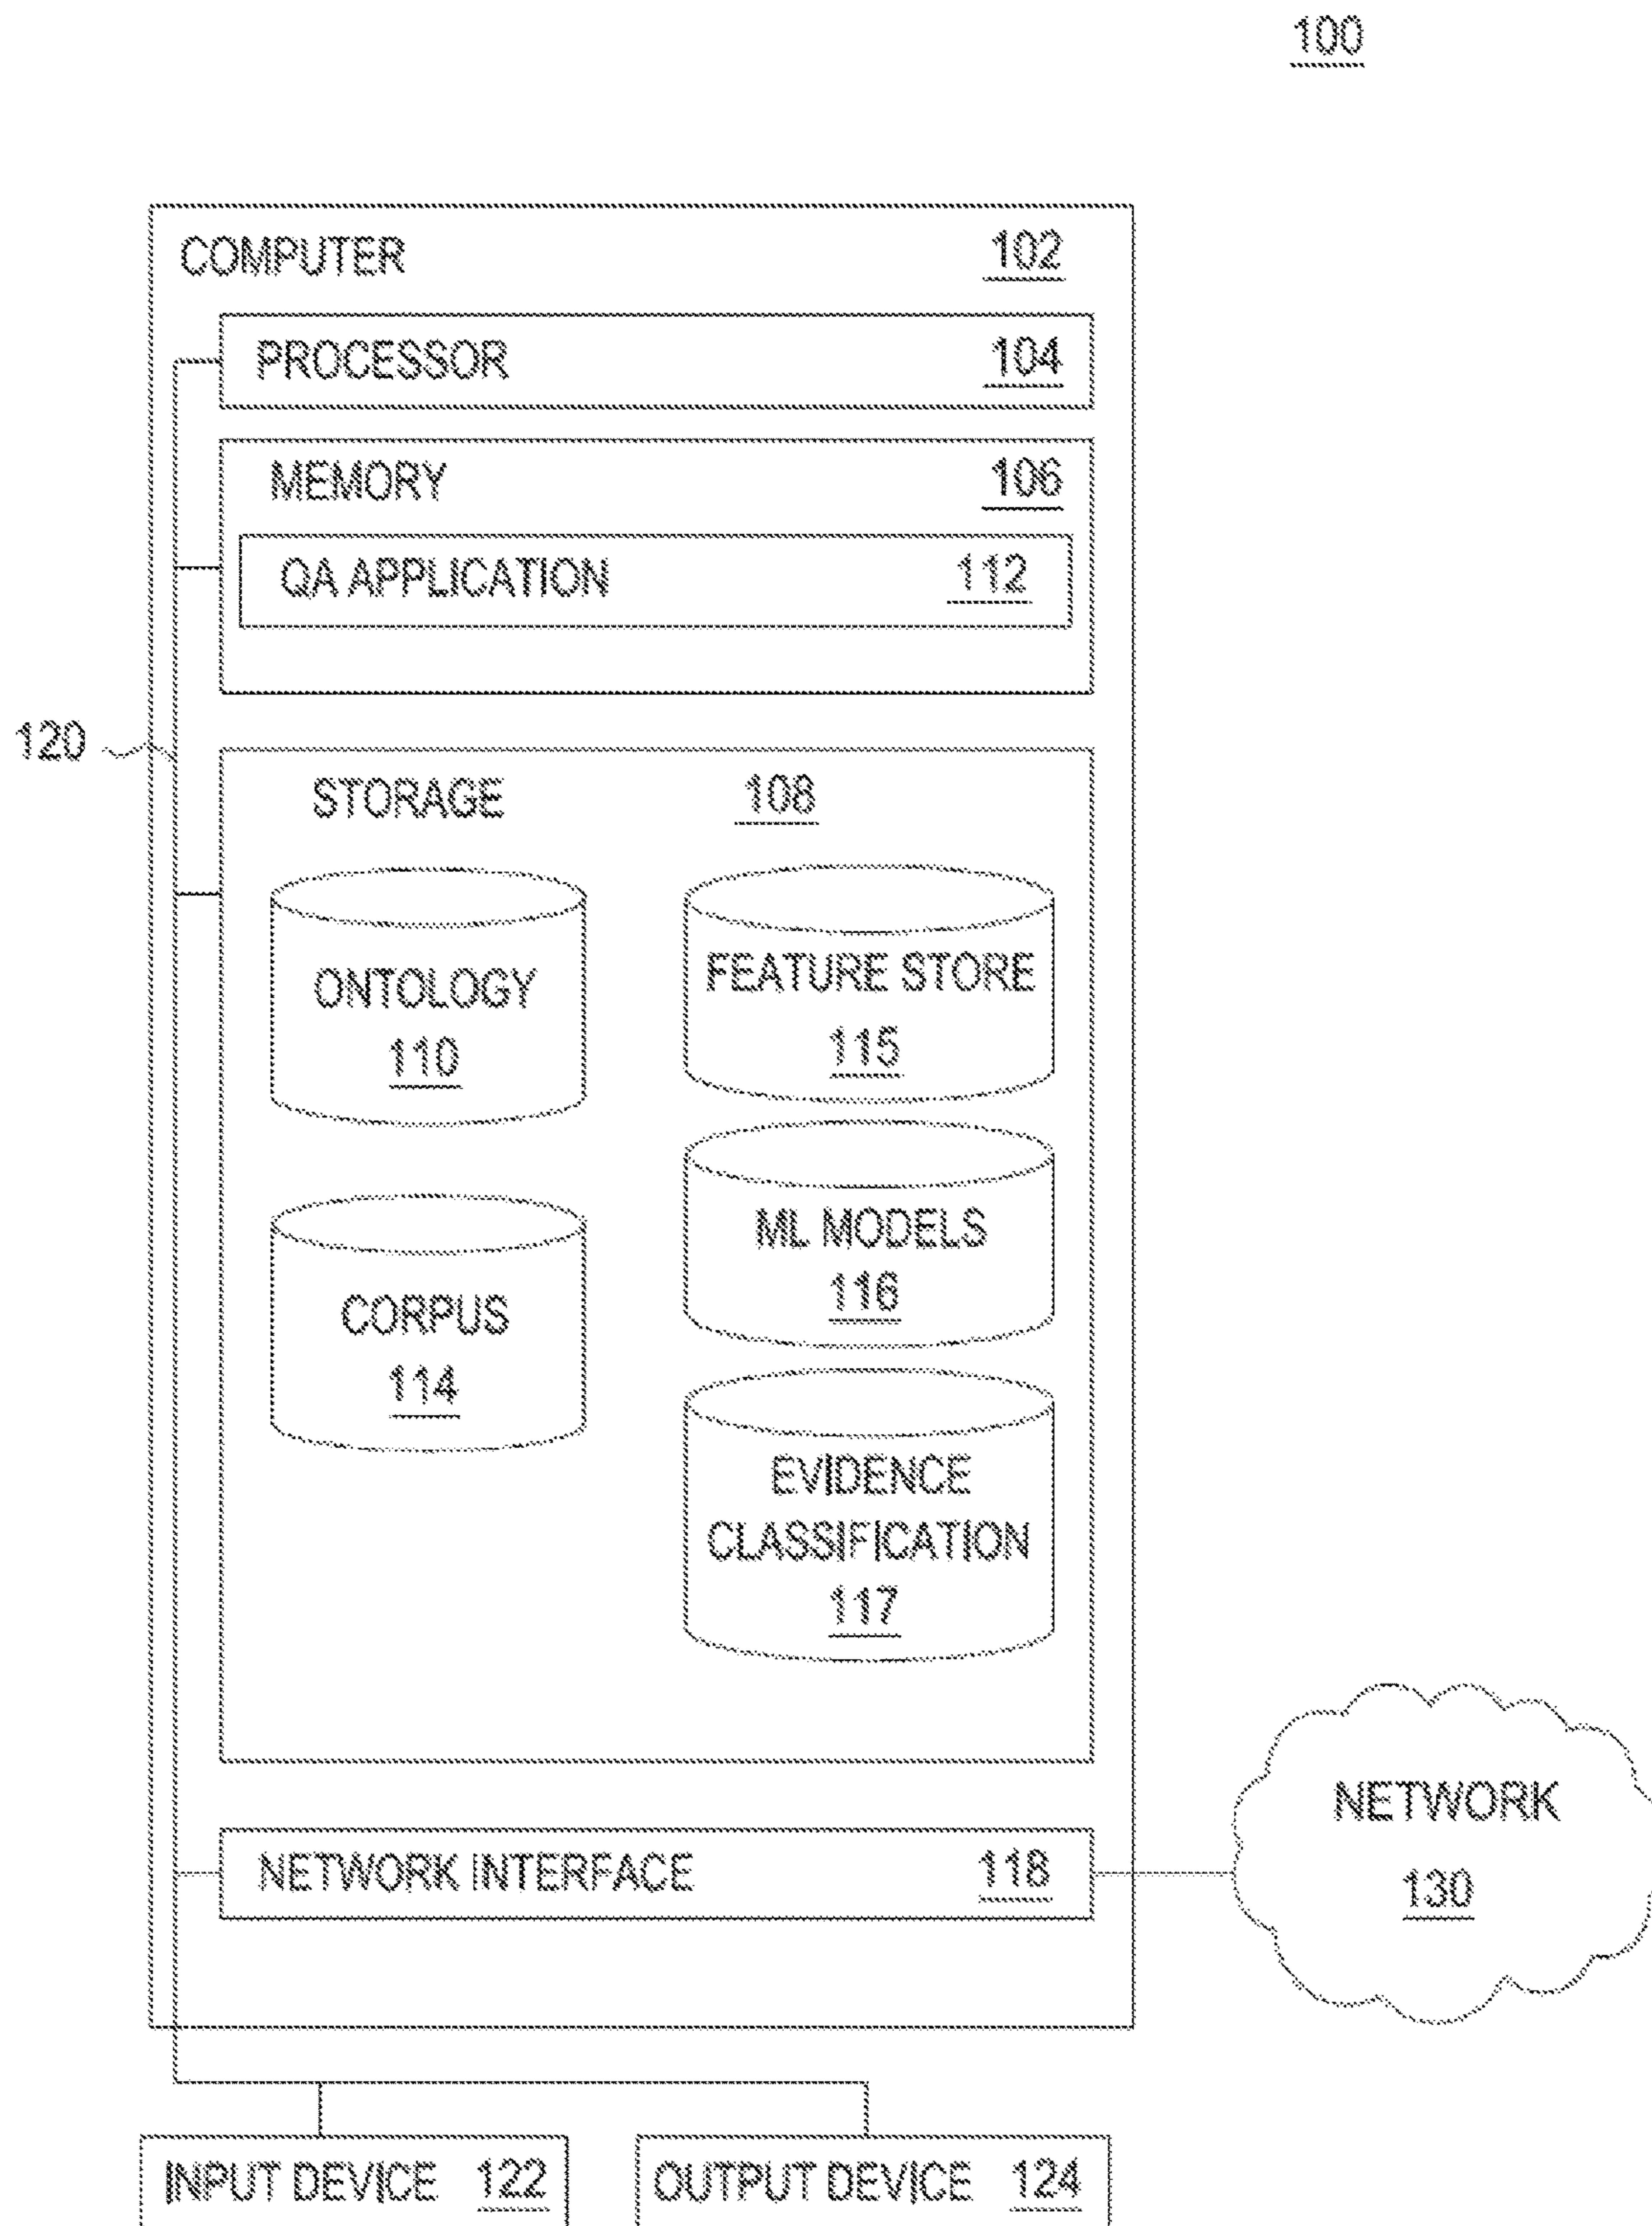 100
COMPUTER 102
PROCESSOR 104
MEMORY 106
QA APPLICATION 112
120
STORAGE 108
ONTOLOGY
110
FEATURE STORE
115
CORPUS
114
ML MODELS
116
EVIDENCE
CLASSIFICATION
117
NETWORK INTERFACE 118
NETWORK
130
INPUT DEVICE 122
OUTPUT DEVICE 124